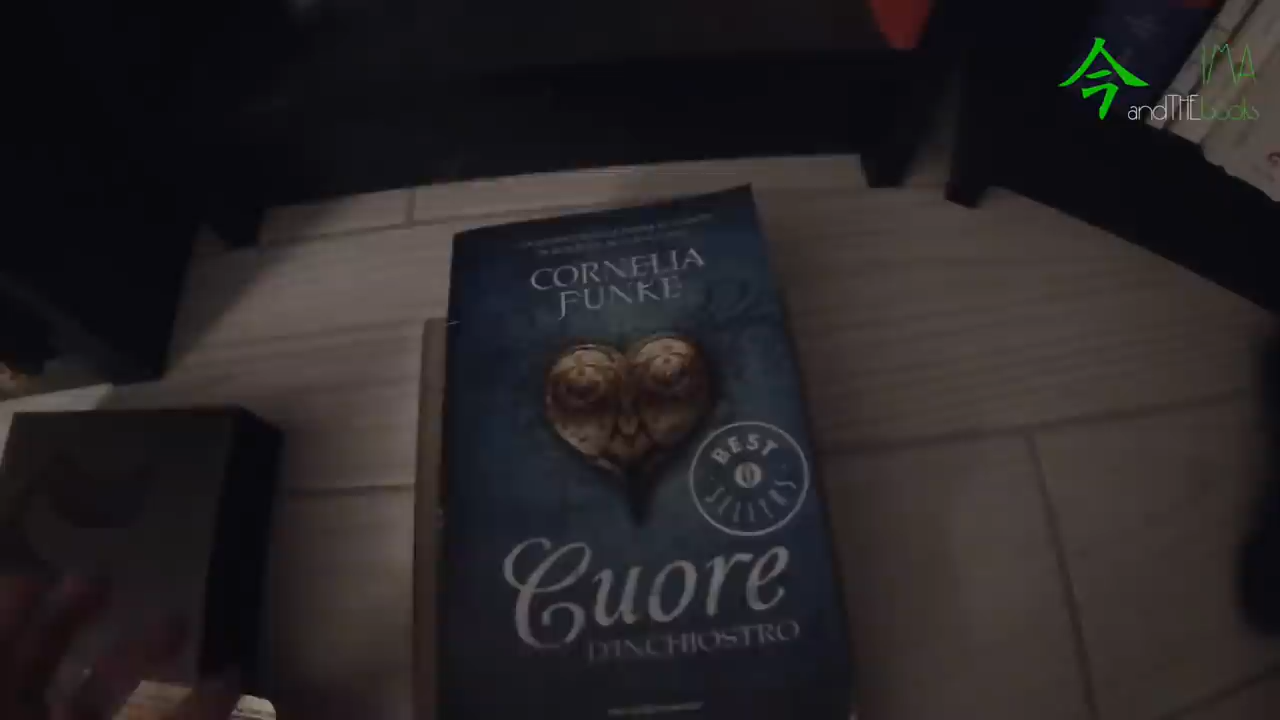 今
IMA
andTHEbooks
CORNELIA
FUNKE
BEST
SELLERS
Cuore
D'INCHIOSTRO